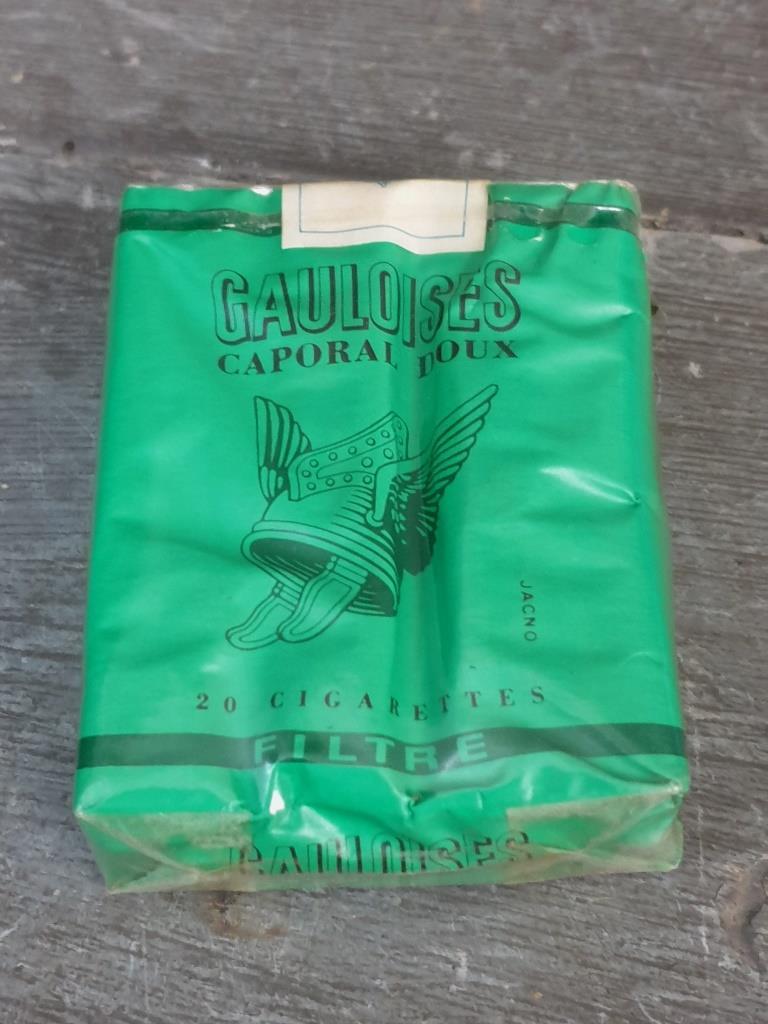 GAULOISES
CAPORAL DOUX
JACNO
20 CIGARETTES
FILTRE
GAULOISES